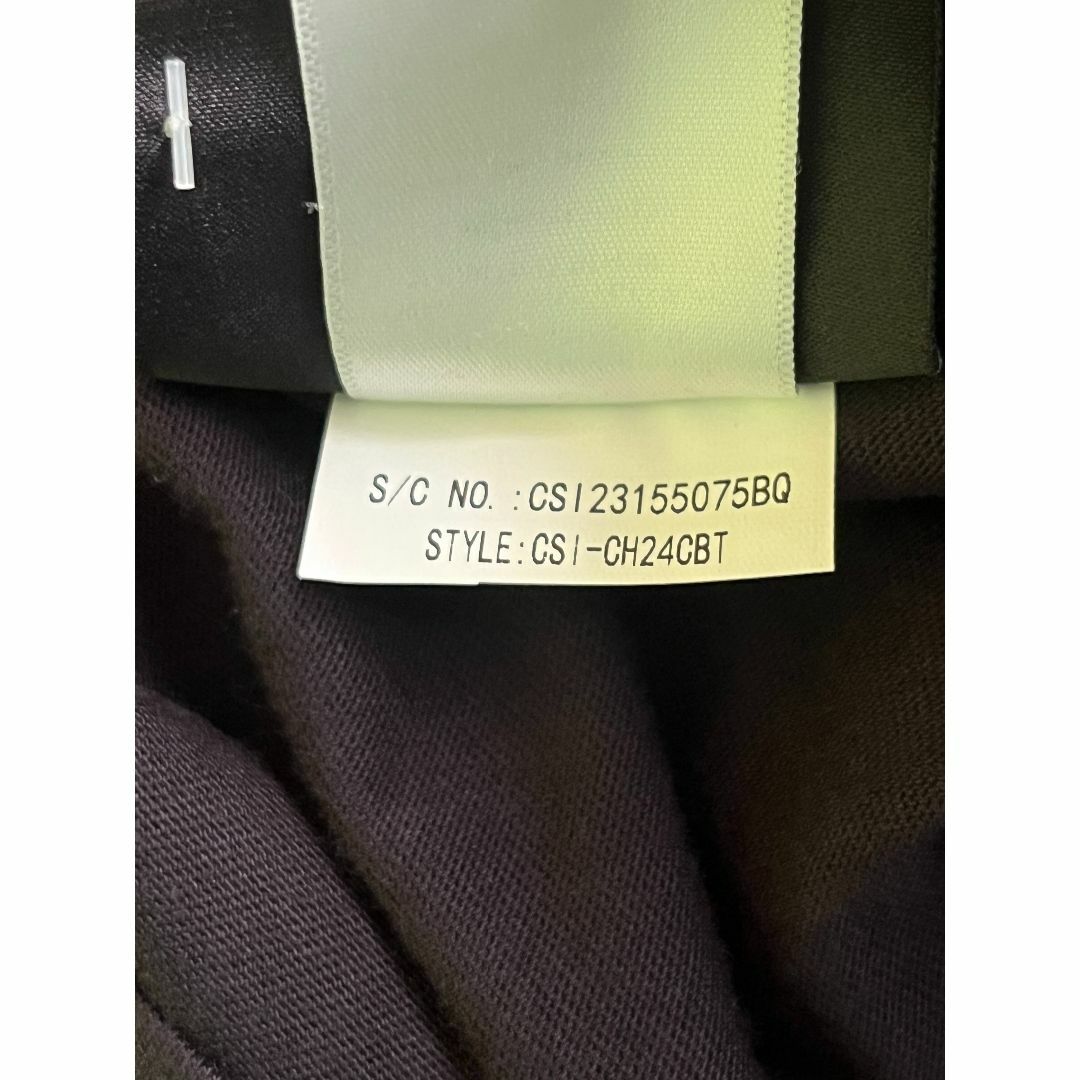 S/C NO. :CSI23155075BQ
STYLE:CSI-CH24CBT